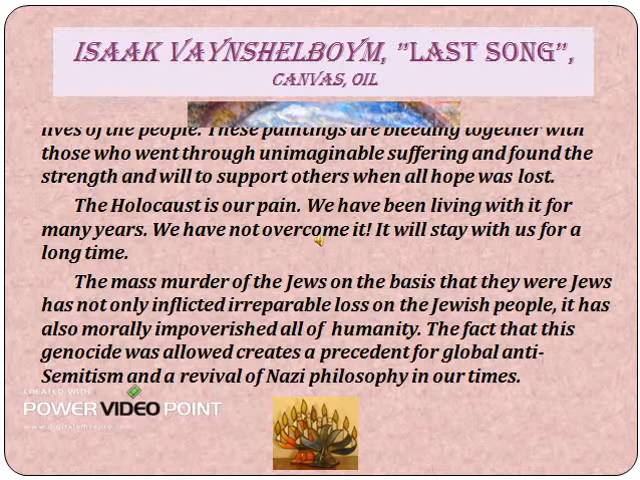 ISAAK VAYNSHELBOYM, ”LAST SONG”,
CANVAS, OIL
lives of the people. These paintings are bleeding together with
those who went through unimaginable suffering and found the
strength and will to support others when all hope was lost.
The Holocaust is our pain. We have been living with it for
many years. We have not overcome it! It will stay with us for a
long time.
The mass murder of the Jews on the basis that they were Jews
has not only inflicted irreparable loss on the Jewish people, it has
also morally impoverished all of humanity. The fact that this
genocide was allowed creates a precedent for global anti-
Semitism and a revival of Nazi philosophy in our times.
CREATED WITH
POWER VIDEO POINT